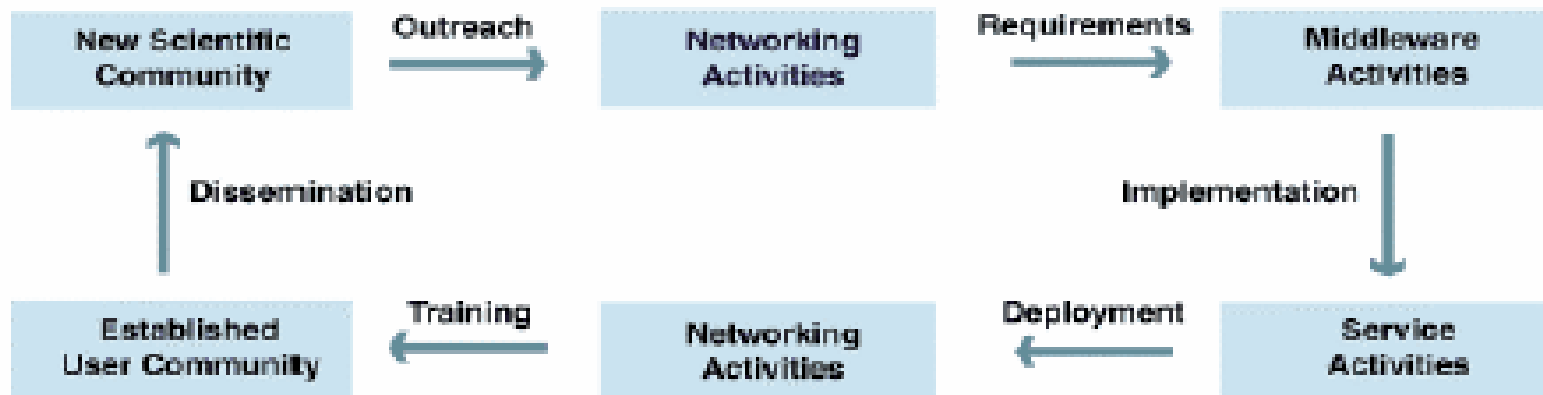 New Scientific
Community
Outreach
Networking
Activities
Requirements
Middleware
Activities
Dissemination
Implementation
Established
User Community
Training
Networking
Activities
Deployment
Service
Activities